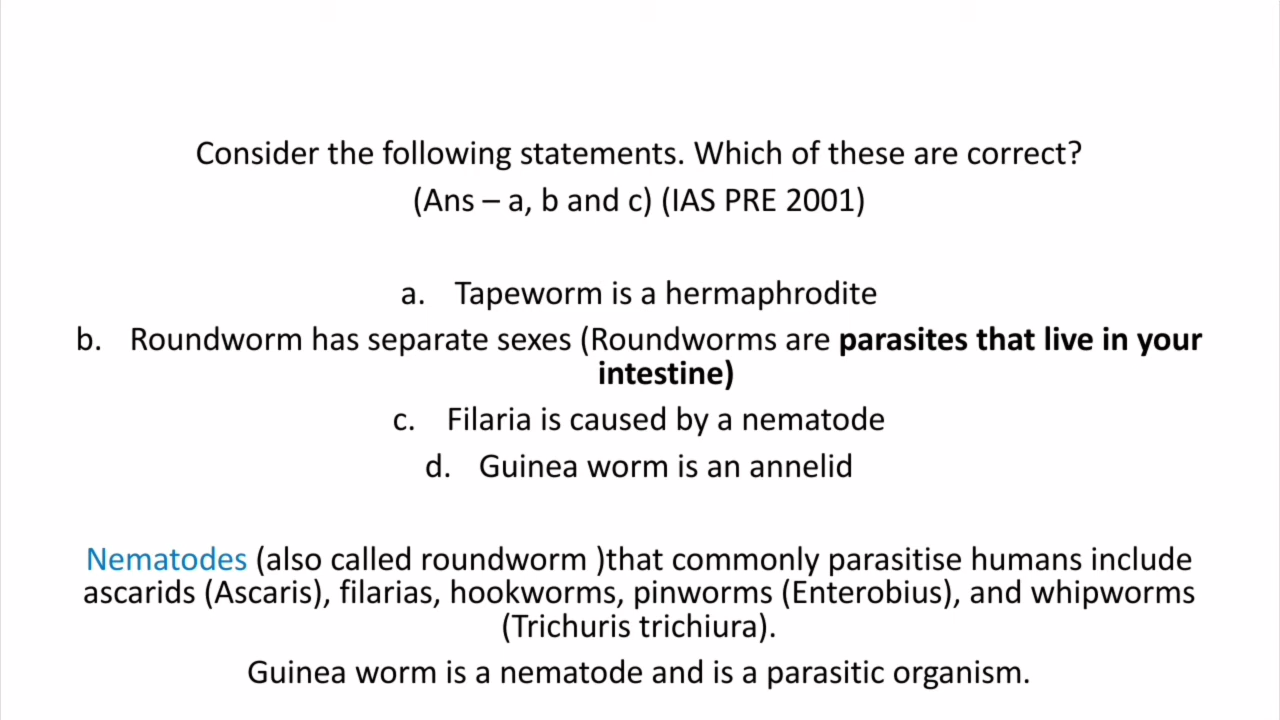 Consider the following statements. Which of these are correct?
(Ans – a, b and c) (IAS PRE 2001)
a. Tapeworm is a hermaphrodite
b. Roundworm has separate sexes (Roundworms are parasites that live in your
intestine)
c. Filaria is caused by a nematode
d. Guinea worm is an annelid
Nematodes (also called roundworm )that commonly parasitise humans include
ascarids (Ascaris), filarias, hookworms, pinworms (Enterobius), and whipworms
(Trichuris trichiura).
Guinea worm is a nematode and is a parasitic organism.